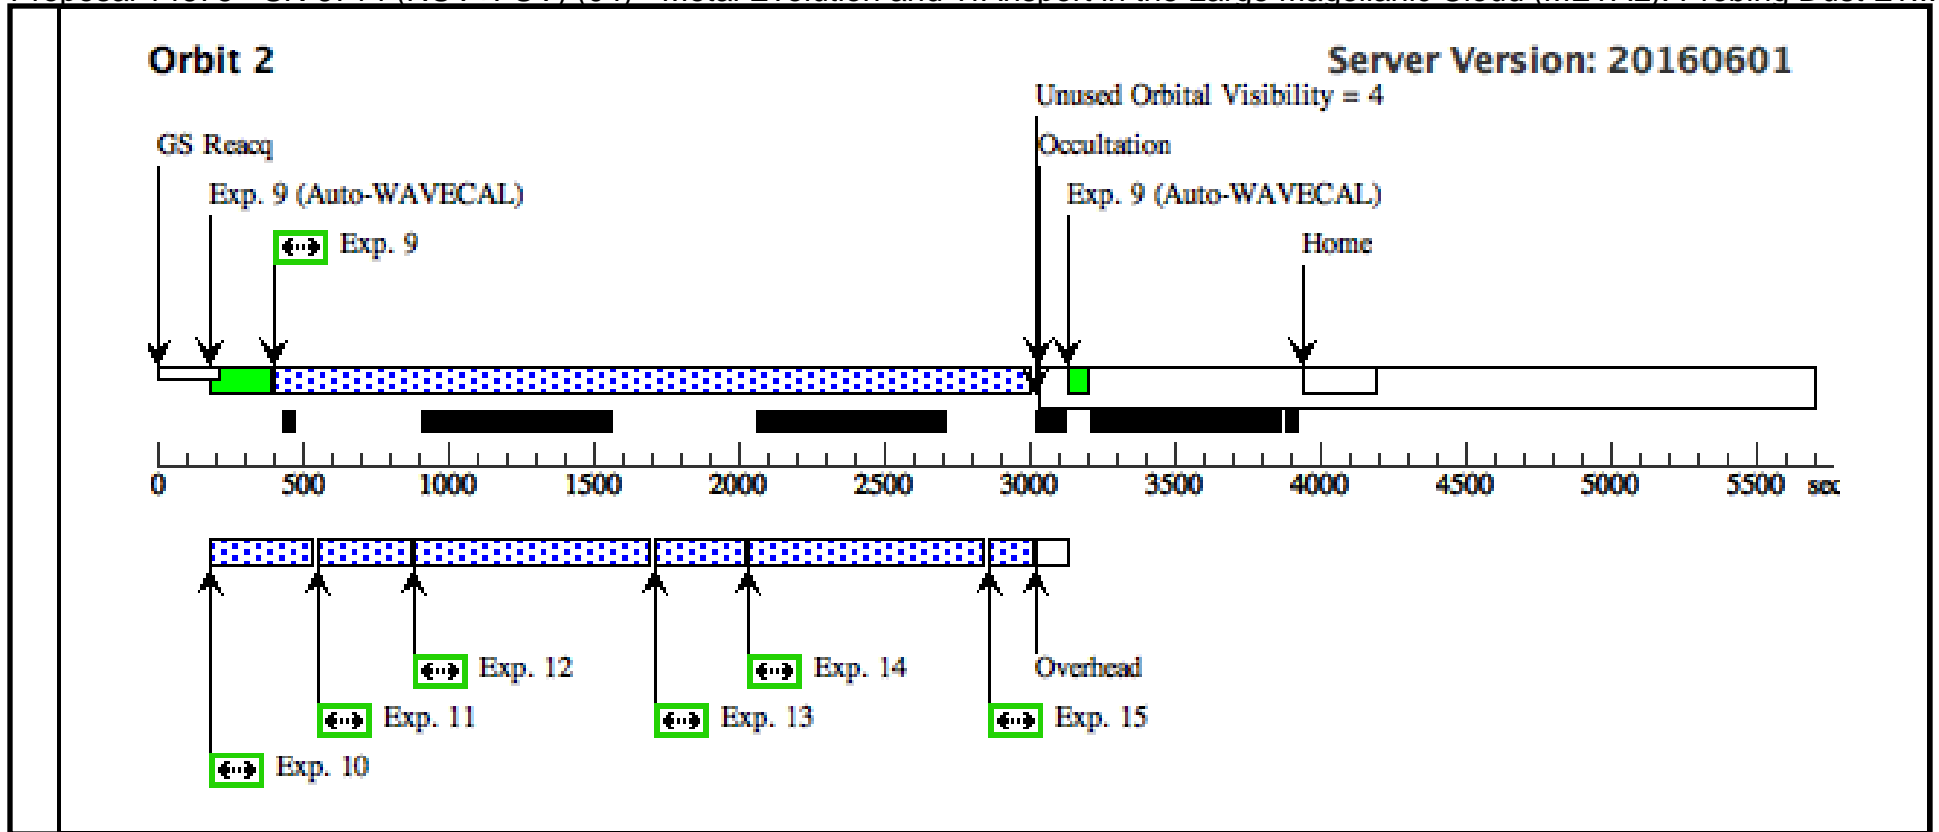 Orbit 2
Server Version: 20160601
Unused Orbital Visibility = 4
GS Reacq
Occultation
Exp. 9 (Auto-WAVECAL)
Exp. 9 (Auto-WAVECAL)
Exp. 9
Home
0 500 1000 1500 2000 2500 3000 3500 4000 4500 5000 5500 sec
Exp. 12
Exp. 14
Overhead
Exp. 11
Exp. 13
Exp. 15
Exp. 10